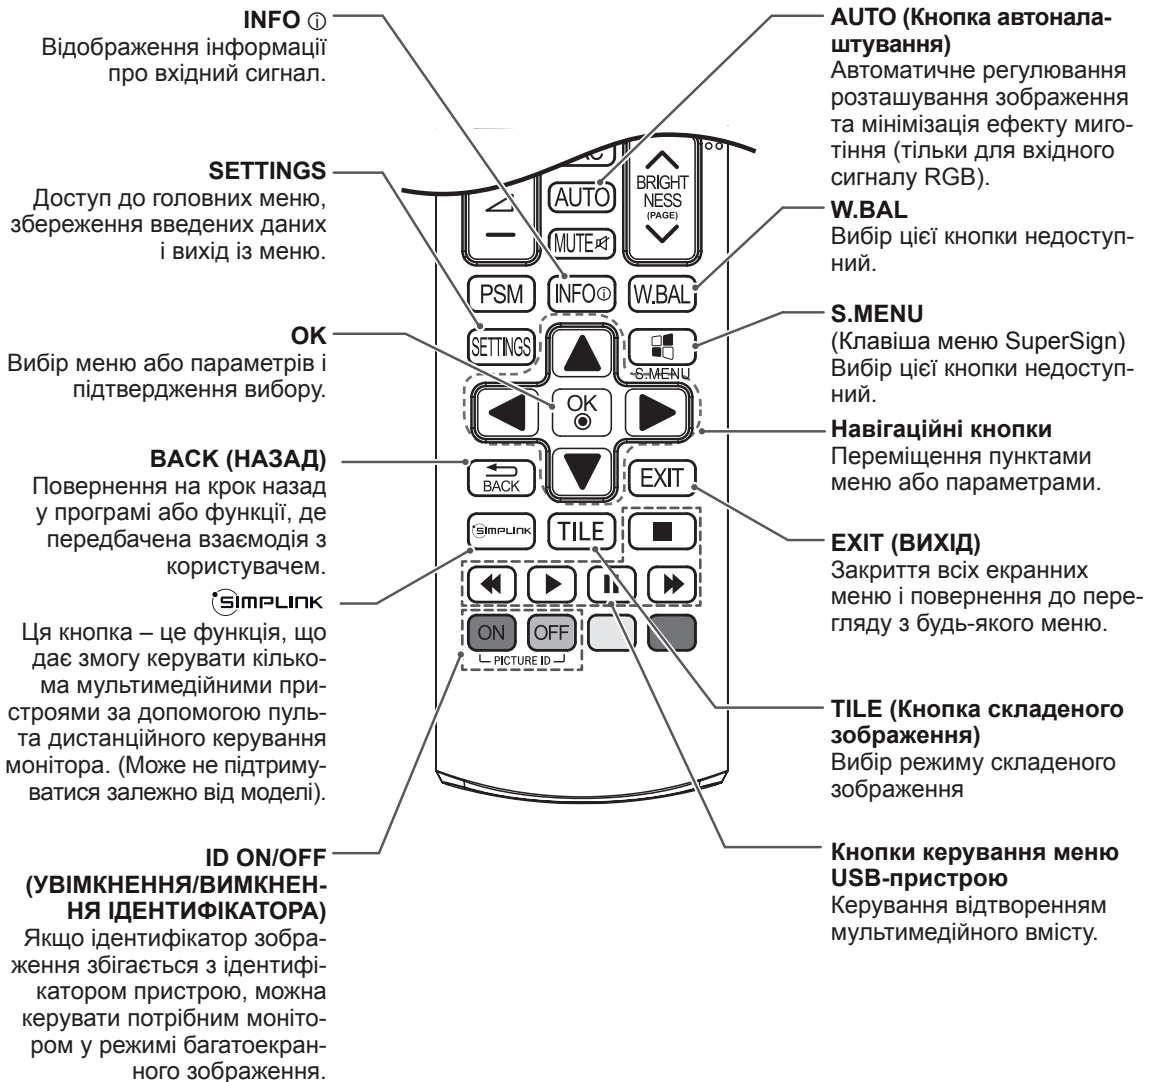 INFO ⓘ
Відображення інформації
про вхідний сигнал.
SETTINGS
Доступ до головних меню,
збереження введених даних
і вихід із меню.
OK
Вибір меню або параметрів і
підтвердження вибору.
BACK (НАЗАД)
Повернення на крок назад
у програмі або функції, де
передбачена взаємодія з
користувачем.
SIMPLINK
Ця кнопка – це функція, що
дає змогу керувати кілько-
ма мультимедійними при-
строями за допомогою пуль-
та дистанційного керування
монітора. (Може не підтриму-
ватися залежно від моделі).
ID ON/OFF
(УВІМКНЕННЯ/ВИМКНЕН-
НЯ ІДЕНТИФІКАТОРА)
Якщо ідентифікатор зобра-
ження збігається з ідентифі-
катором пристрою, можна
керувати потрібним моніто-
ром у режимі багатоекран-
ного зображення.
AUTO
BRIGHT
NESS
(PAGE)
MUTE
PSM
INFO ⓘ
W.BAL
SETTINGS
S.MENU
OK
BACK
EXIT
SIMPLINK
TILE
ON
OFF
PICTURE ID
AUTO (Кнопка автонала-
штування)
Автоматичне регулювання
розташування зображення
та мінімізація ефекту миго-
тіння (тільки для вхідного
сигналу RGB).
W.BAL
Вибір цієї кнопки недоступ-
ний.
S.MENU
(Клавіша меню SuperSign)
Вибір цієї кнопки недоступ-
ний.
Навігаційні кнопки
Переміщення пунктами
меню або параметрами.
EXIT (ВИХІД)
Закриття всіх екранних
меню і повернення до пере-
гляду з будь-якого меню.
TILE (Кнопка складеного
зображення)
Вибір режиму складеного
зображення
Кнопки керування меню
USB-пристрою
Керування відтворенням
мультимедійного вмісту.